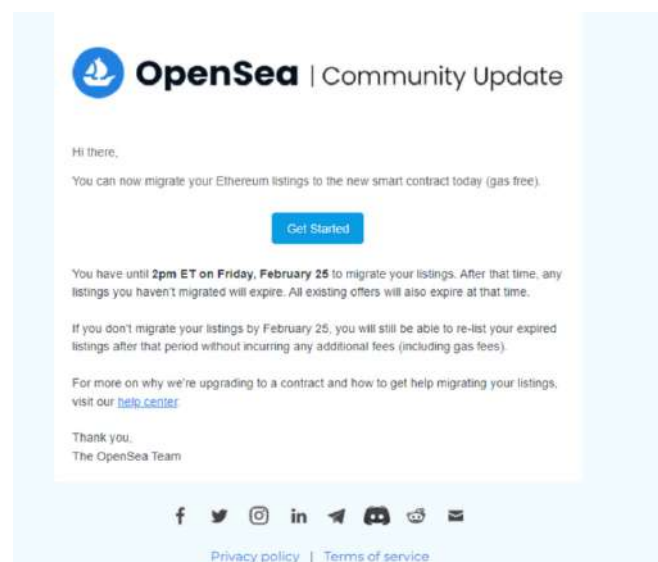 OpenSea | Community Update
Hi there,
You can now migrate your Ethereum listings to the new smart contract today (gas free).
Get Started
You have until 2pm ET on Friday, February 25 to migrate your listings. After that time, any
listings you haven't migrated will expire. All existing offers will also expire at that time.
If you don't migrate your listings by February 25, you will still be able to re-list your expired
listings after that period without incurring any additional fees (including gas fees).
For more on why we're upgrading to a contract and how to get help migrating your listings,
visit our help center.
Thank you,
The OpenSea Team
Privacy policy | Terms of service